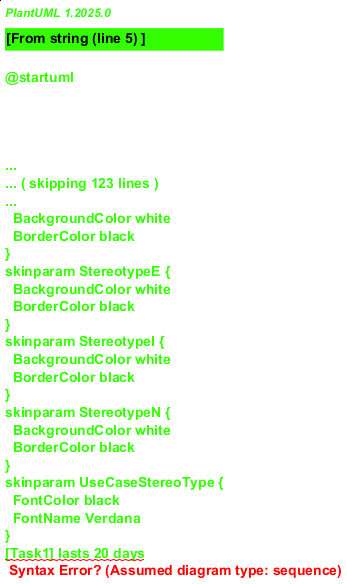 PlantUML 1.2025.0
[From string (line 5) ]
@startuml
...
... ( skipping 123 lines )
...
BackgroundColor white
BorderColor black
}
skinparam StereotypeE {
BackgroundColor white
BorderColor black
}
skinparam StereotypeI {
BackgroundColor white
BorderColor black
}
skinparam StereotypeN {
BackgroundColor white
BorderColor black
}
skinparam UseCaseStereoType {
FontColor black
FontName Verdana
}
[Task1] lasts 20 days
Syntax Error? (Assumed diagram type: sequence)